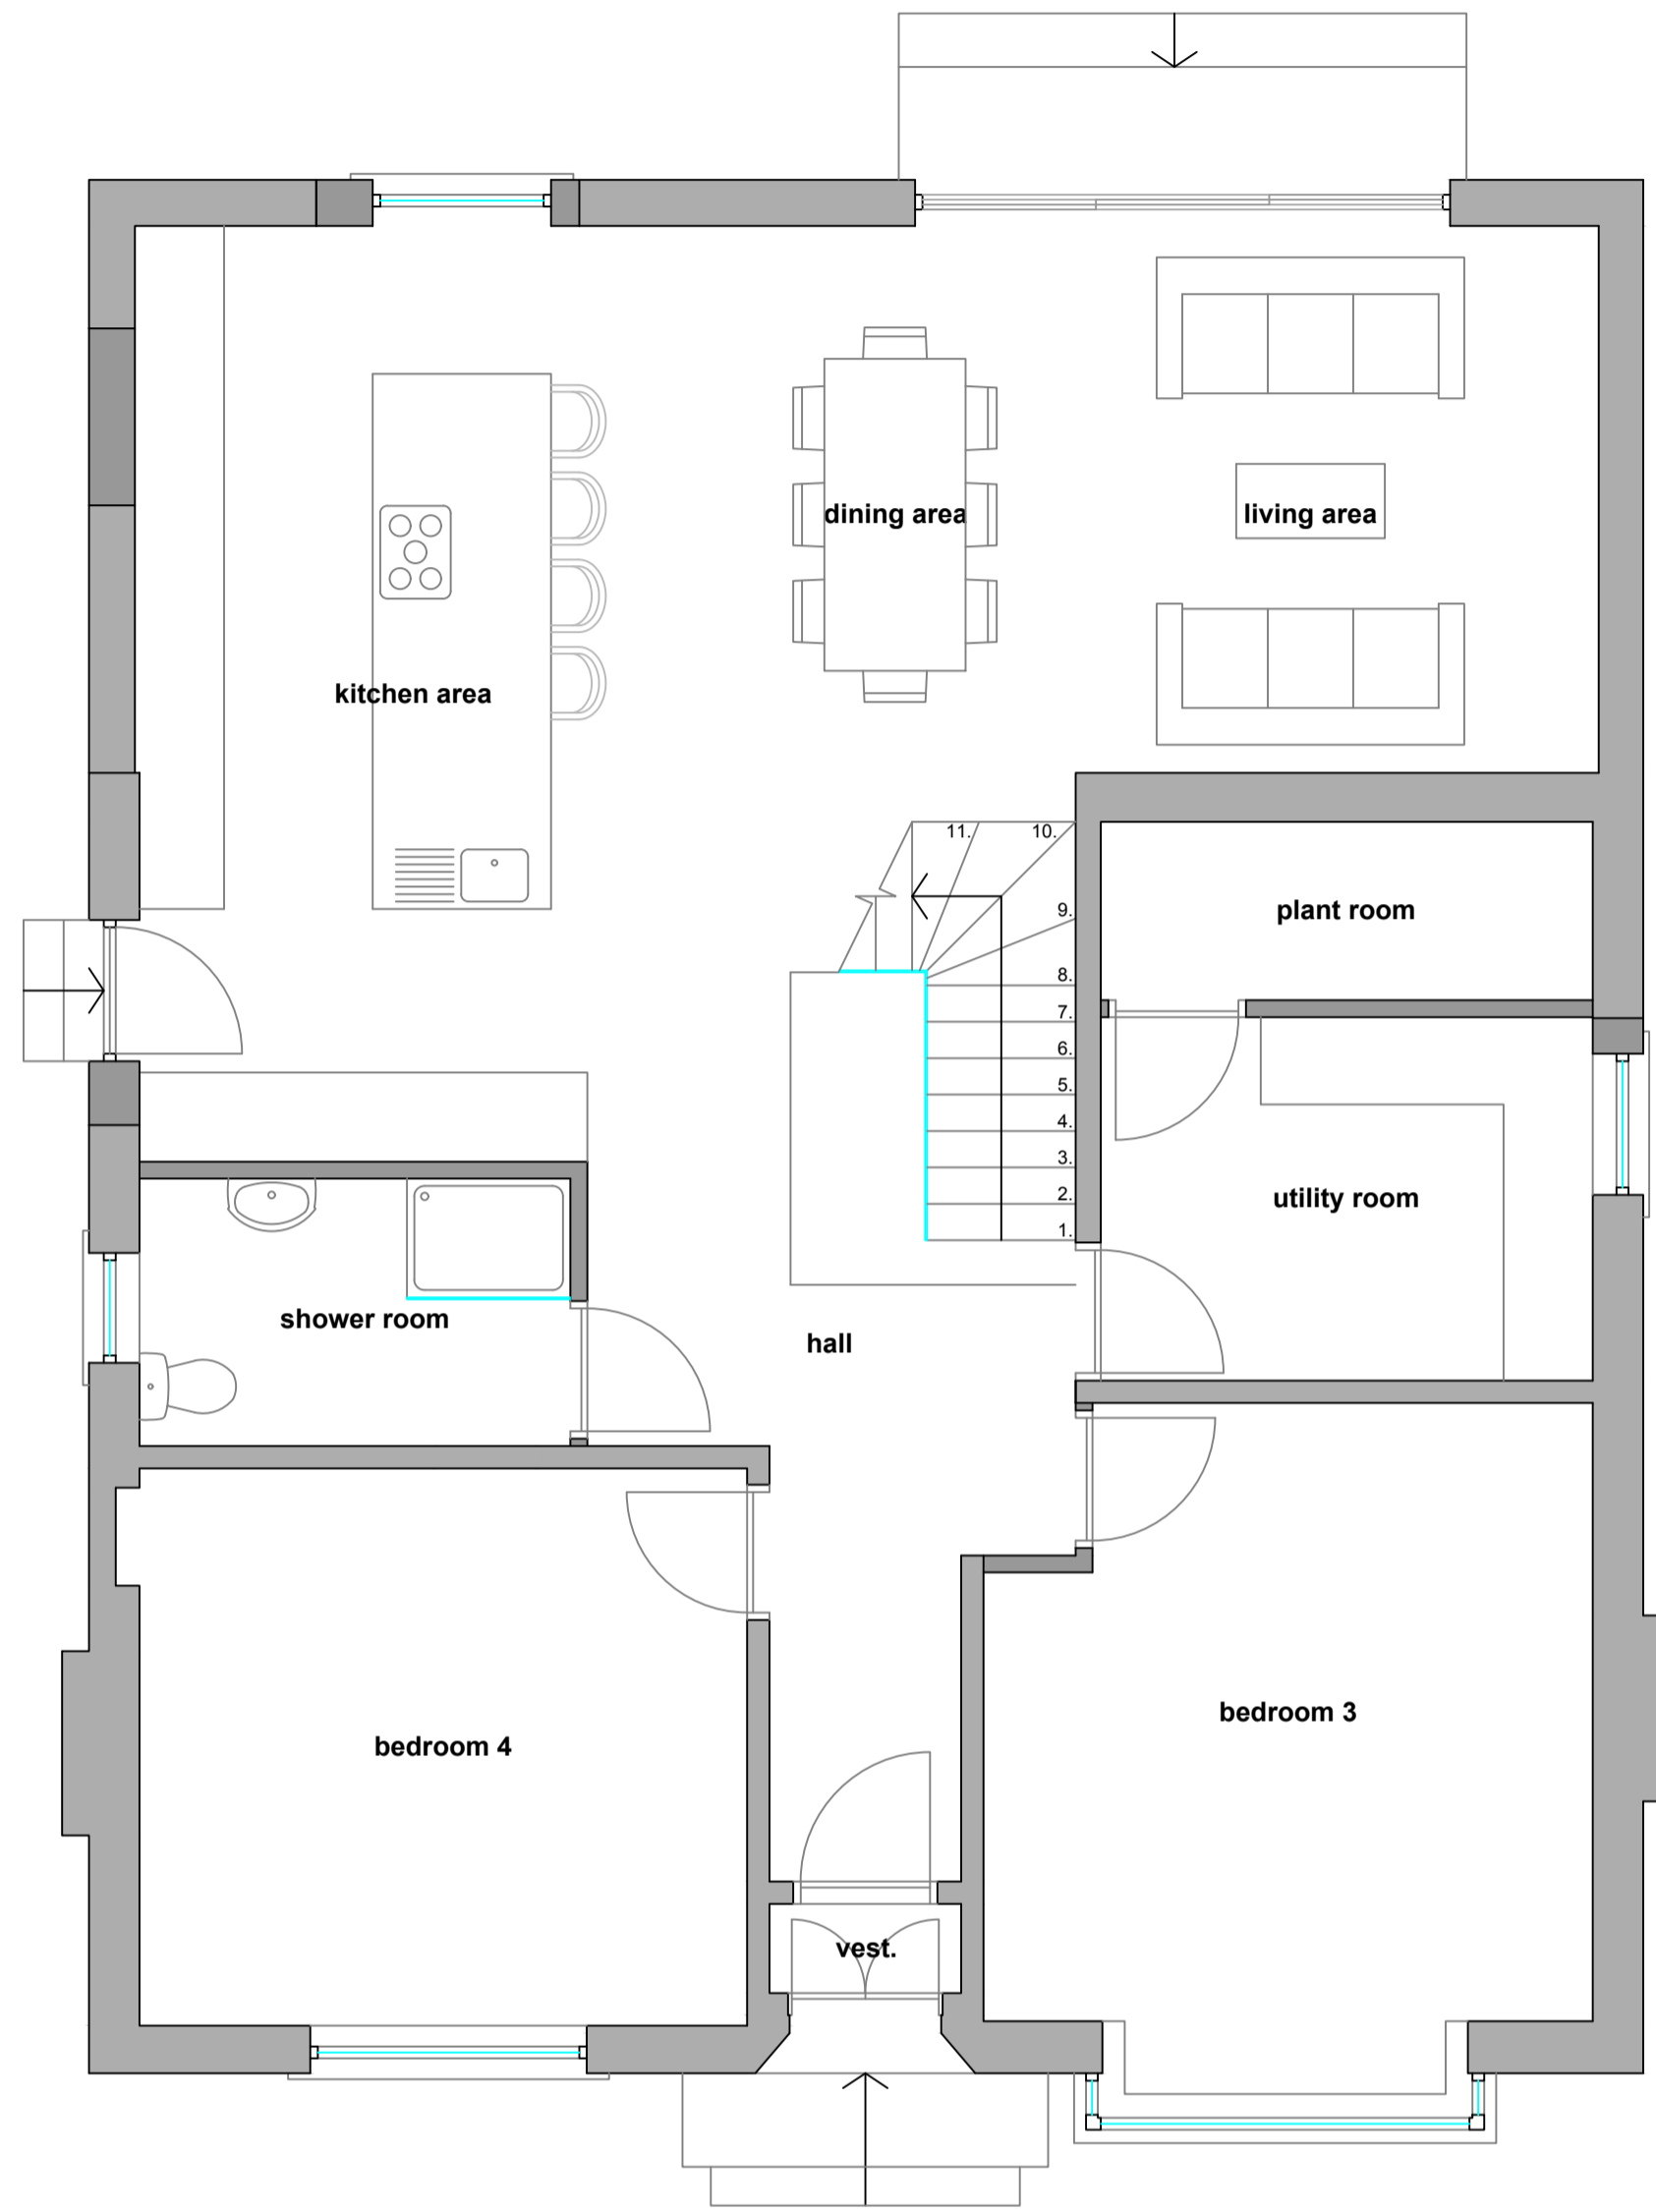 dining area
living area
kitchen area
11.
10.
9.
plant room
8.
7.
6.
5.
4.
3.
2.
utility room
1.
shower room
hall
bedroom 3
bedroom 4
vest.